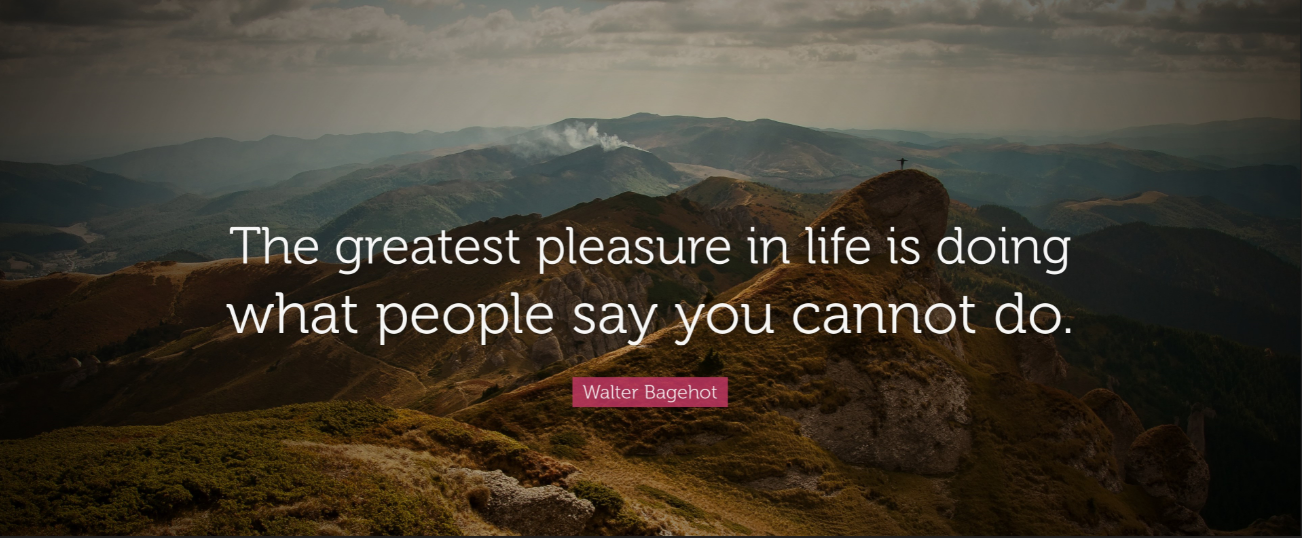 The greatest pleasure in life is doing
what people say you cannot do.
Walter Bagehot